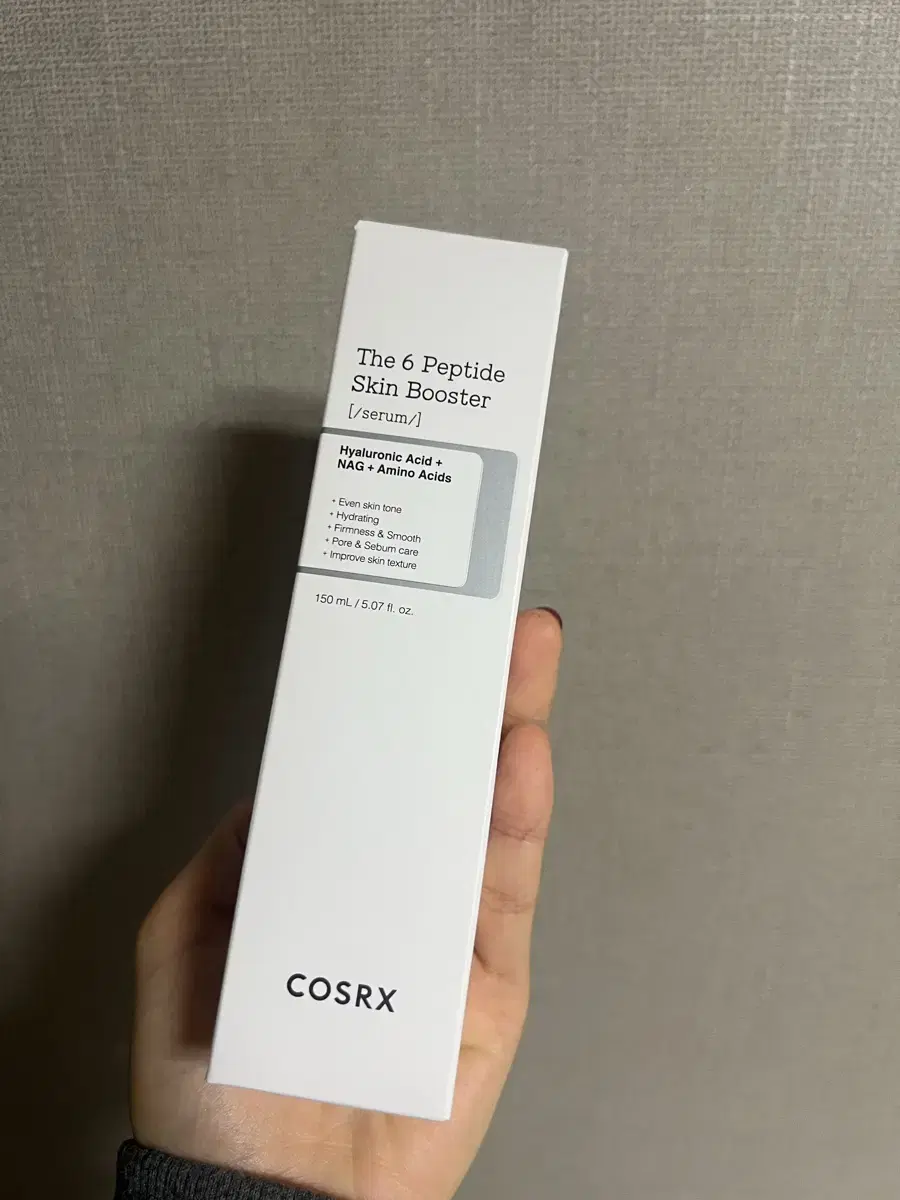 The 6 Peptide
Skin Booster
[/serum/]
Hyaluronic Acid +
NAG + Amino Acids
+ Even skin tone
+ Hydrating
+ Firmness & Smooth
+ Pore & Sebum care
+ Improve skin texture
150 mL / 5.07 fl. oz.
COSRX